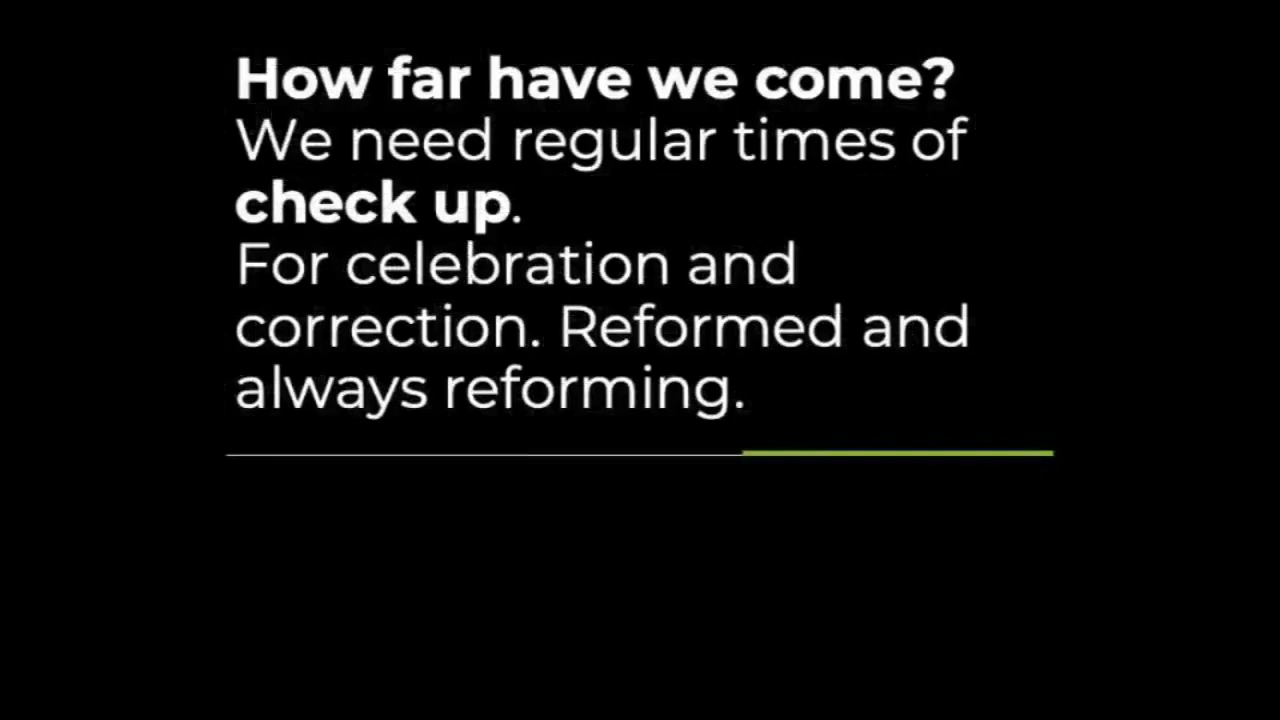 How far have we come?
We need regular times of
check up.
For celebration and
correction. Reformed and
always reforming.